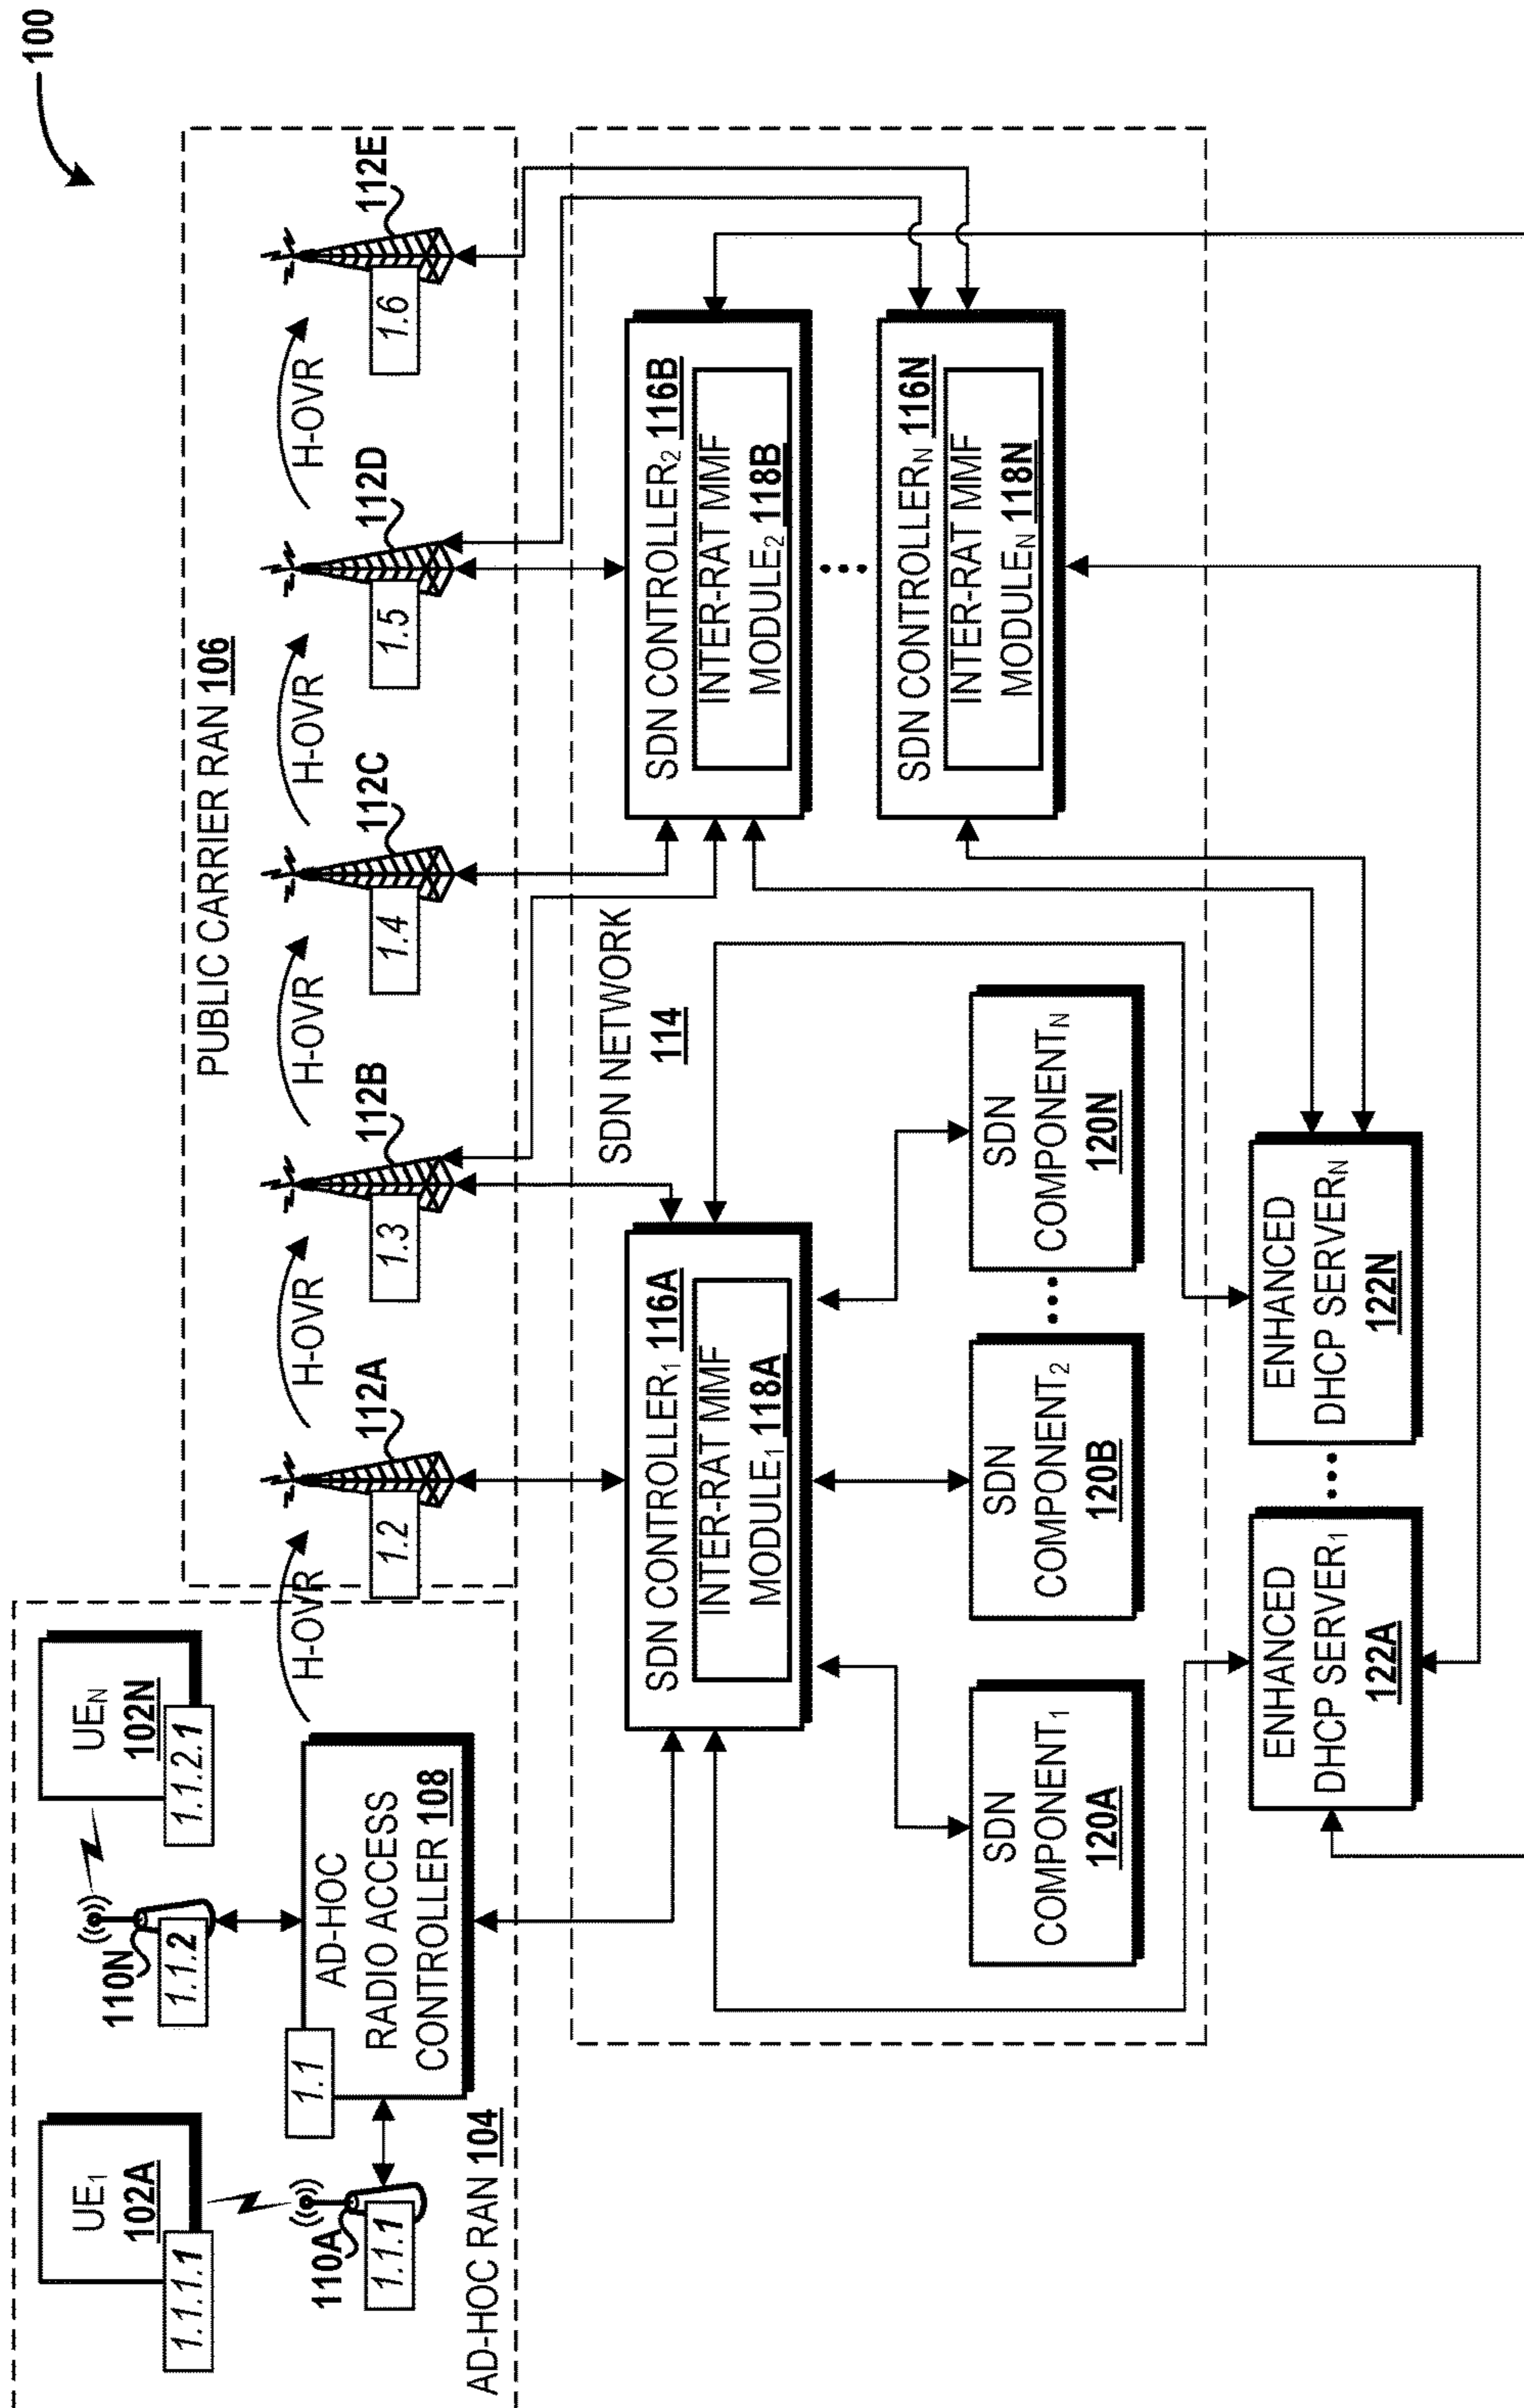 100
UE₁
102A
1.1.1.1
110A
1.1.1
UEₙ
102N
1.1.2.1
110N
1.1.2
1.1
AD-HOC
RADIO ACCESS
CONTROLLER 108
AD-HOC RAN 104
PUBLIC CARRIER RAN 106
H-OVR
H-OVR
H-OVR
H-OVR
H-OVR
112A
1.2
112B
1.3
112C
1.4
112D
1.5
112E
1.6
SDN NETWORK
114
SDN CONTROLLER₁ 116A
INTER-RAT MMF
MODULE₁ 118A
SDN CONTROLLER₂ 116B
INTER-RAT MMF
MODULE₂ 118B
SDN CONTROLLERₙ 116N
INTER-RAT MMF
MODULEₙ 118N
SDN
COMPONENT₁
120A
SDN
COMPONENT₂
120B
SDN
COMPONENTₙ
120N
ENHANCED
DHCP SERVER₁
122A
ENHANCED
DHCP SERVERₙ
122N